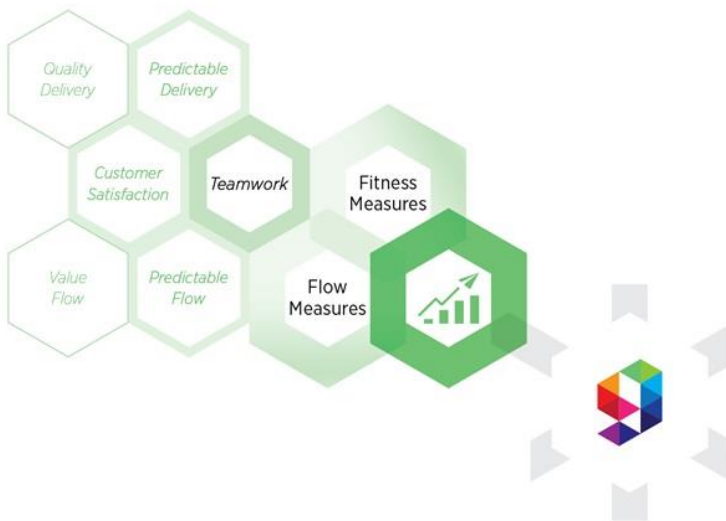 Quality
Delivery
Predictable
Delivery
Customer
Satisfaction
Teamwork
Fitness
Measures
Value
Flow
Predictable
Flow
Flow
Measures